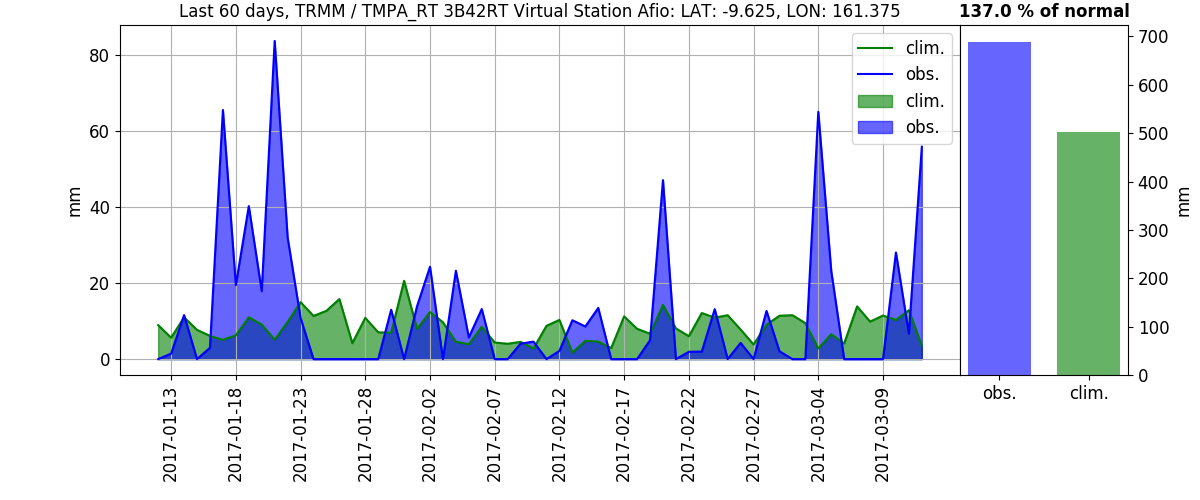 Last 60 days, TRMM / TMPA_RT 3B42RT Virtual Station Afio: LAT: -9.625, LON: 161.375
137.0 % of normal
clim.
obs.
clim.
obs.
mm
80
60
40
20
0
2017-01-13
2017-01-18
2017-01-23
2017-01-28
2017-02-02
2017-02-07
2017-02-12
2017-02-17
2017-02-22
2017-02-27
2017-03-04
2017-03-09
700
600
500
400
300
200
100
0
mm
obs.
clim.